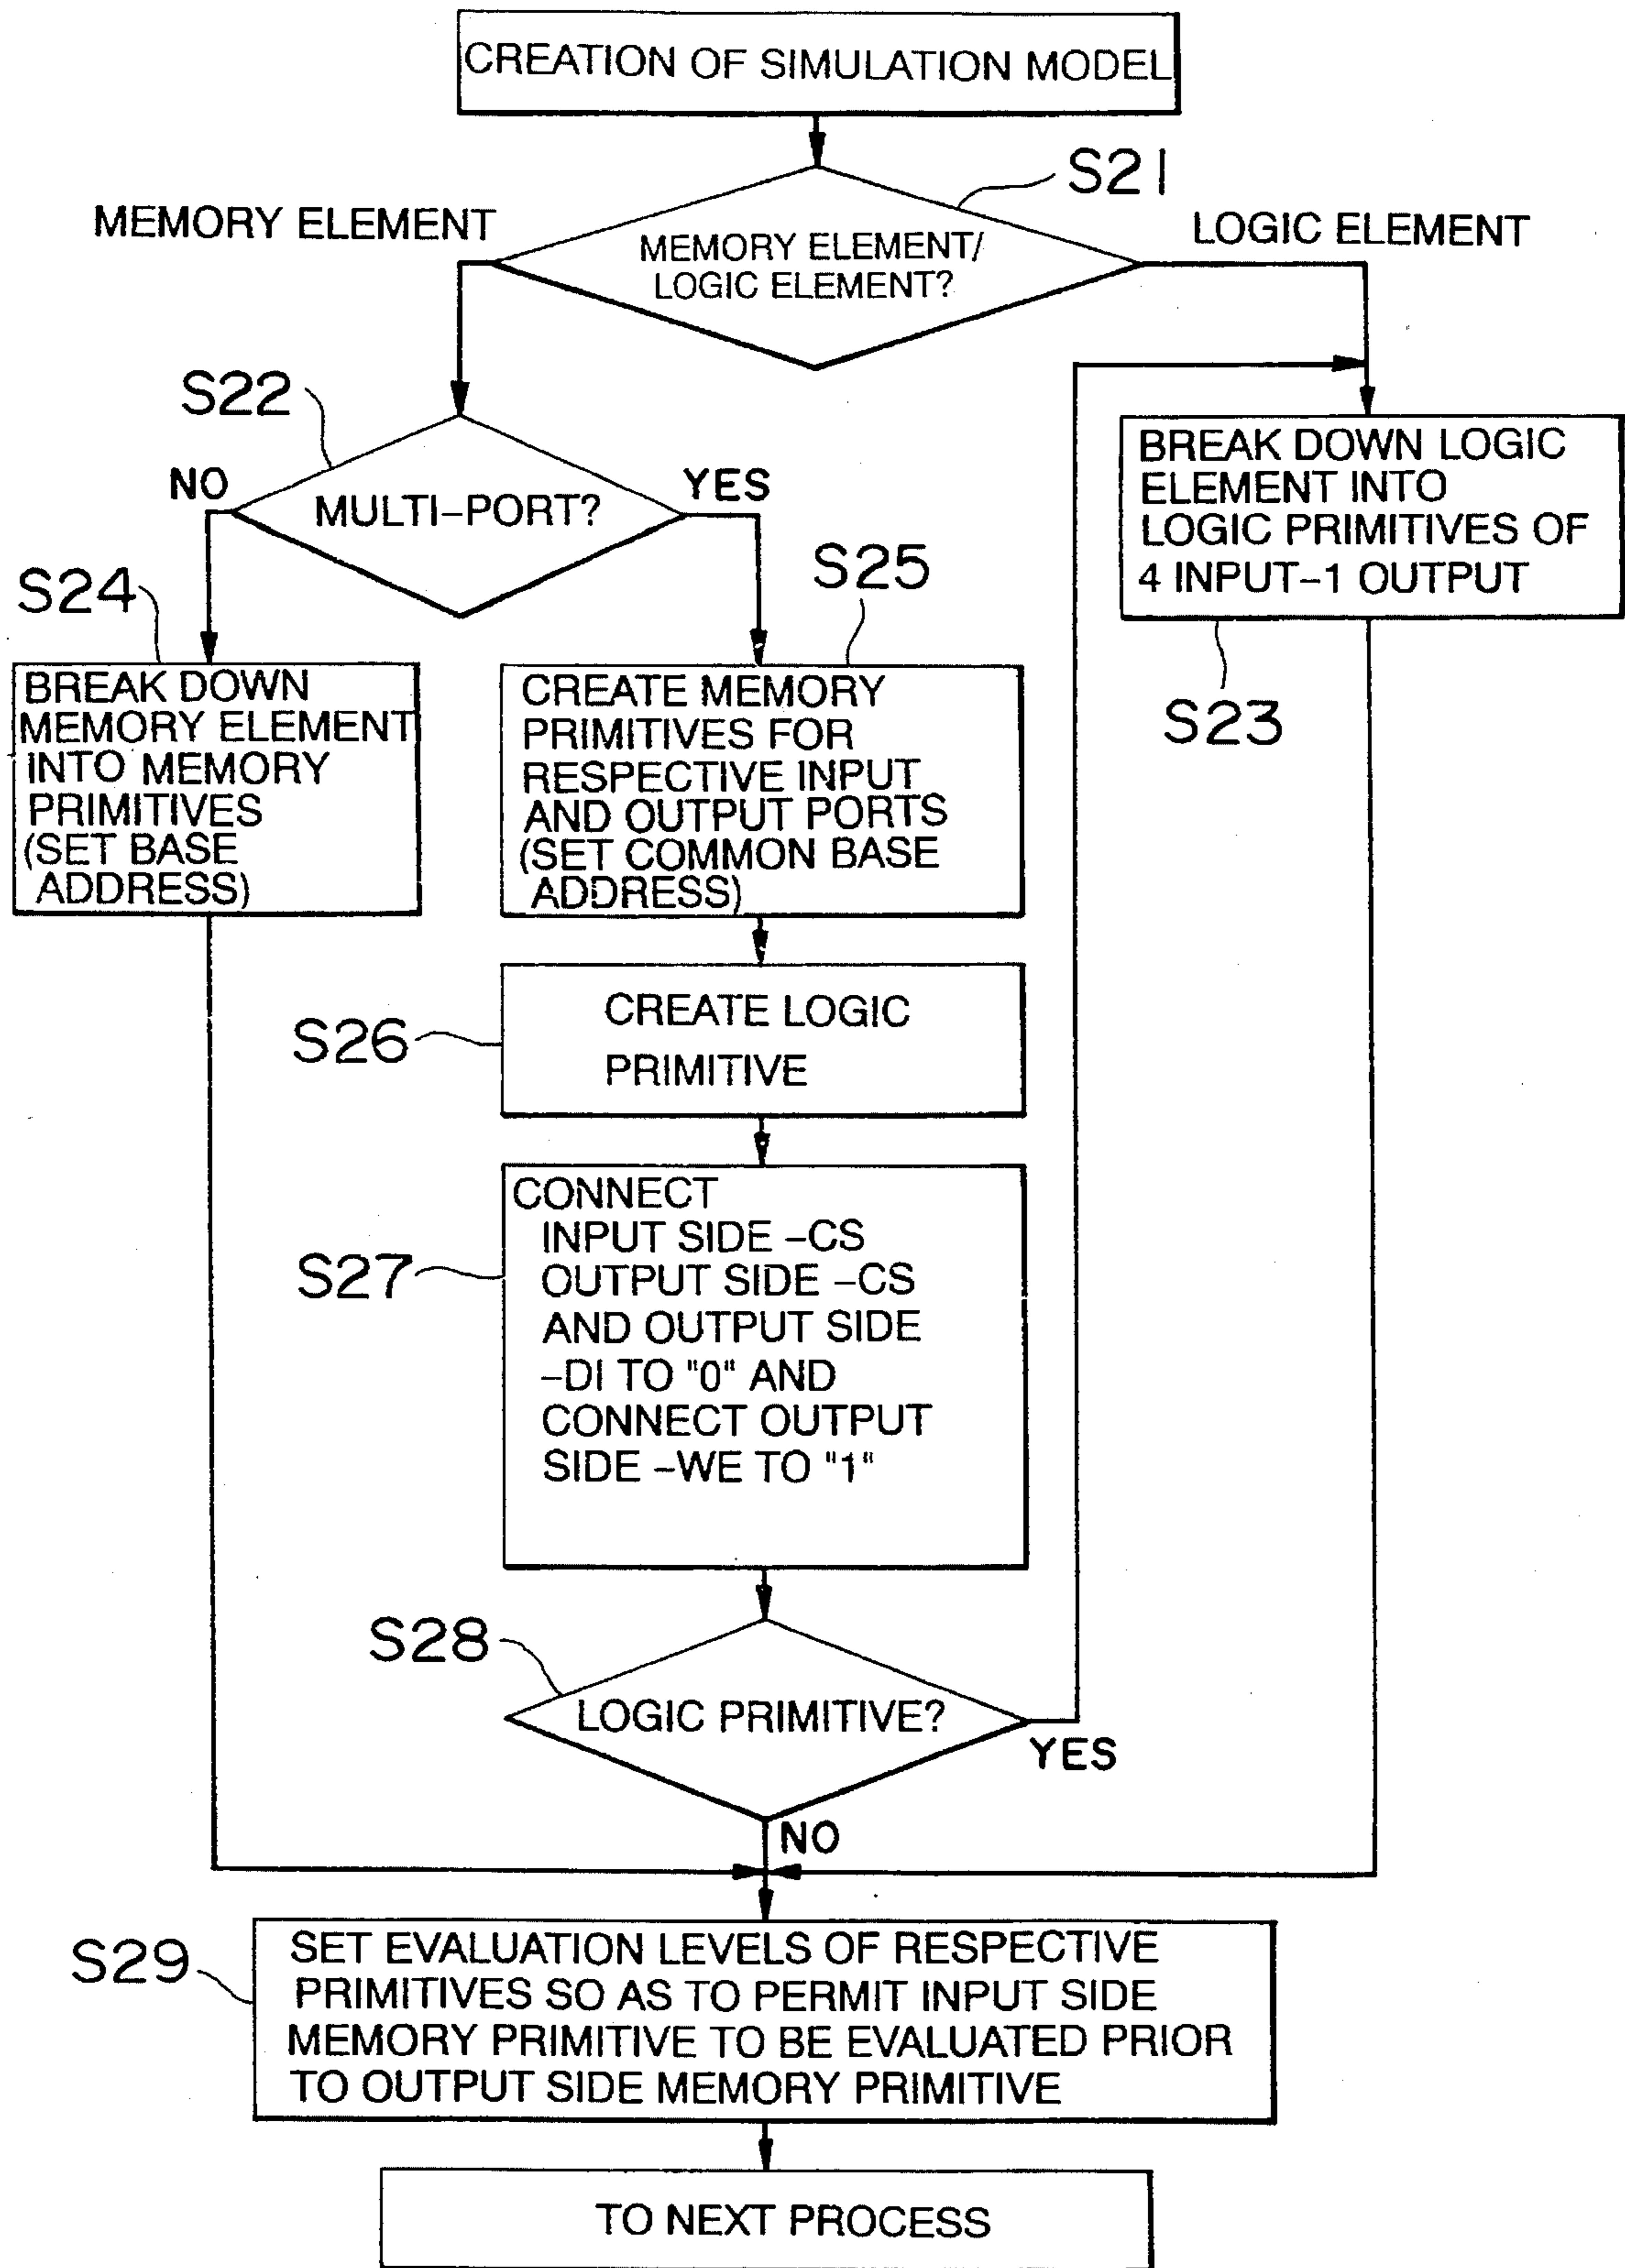 CREATION OF SIMULATION MODEL
S21
MEMORY ELEMENT
LOGIC ELEMENT
MEMORY ELEMENT/
LOGIC ELEMENT?
S22
NO
MULTI-PORT?
YES
BREAK DOWN LOGIC
ELEMENT INTO
LOGIC PRIMITIVES OF
4 INPUT-1 OUTPUT
S23
S24
BREAK DOWN
MEMORY ELEMENT
INTO MEMORY
PRIMITIVES
(SET BASE
ADDRESS)
S25
CREATE MEMORY
PRIMITIVES FOR
RESPECTIVE INPUT
AND OUTPUT PORTS
(SET COMMON BASE
ADDRESS)
S26
CREATE LOGIC
PRIMITIVE
S27
CONNECT
INPUT SIDE -CS
OUTPUT SIDE -CS
AND OUTPUT SIDE
-DI TO "0" AND
CONNECT OUTPUT
SIDE -WE TO "1"
S28
LOGIC PRIMITIVE?
YES
NO
S29
SET EVALUATION LEVELS OF RESPECTIVE
PRIMITIVES SO AS TO PERMIT INPUT SIDE
MEMORY PRIMITIVE TO BE EVALUATED PRIOR
TO OUTPUT SIDE MEMORY PRIMITIVE
TO NEXT PROCESS